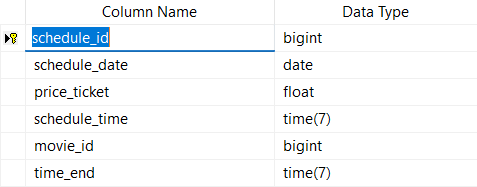 Column Name Data Type
schedule_id bigint
schedule_date date
price_ticket float
schedule_time time(7)
movie_id bigint
time_end time(7)